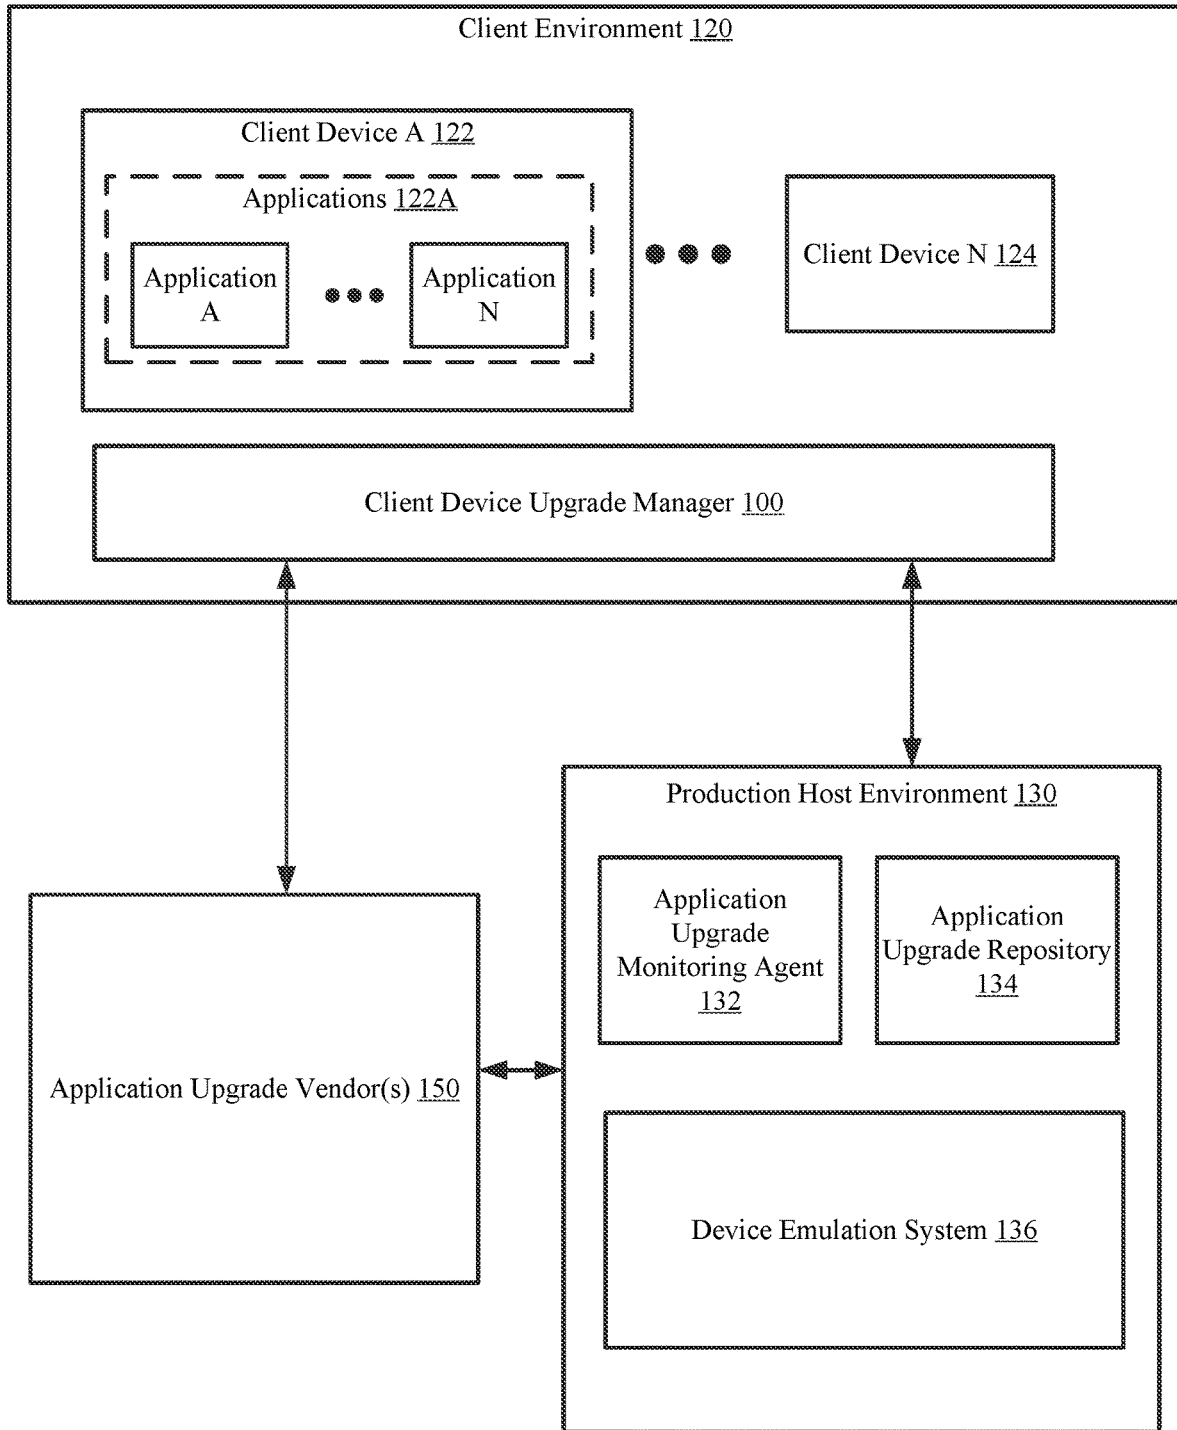 Client Environment 120
Client Device A 122
Applications 122A
Application
A
Application
N
Client Device N 124
Client Device Upgrade Manager 100
Production Host Environment 130
Application
Upgrade
Monitoring Agent
132
Application
Upgrade Repository
134
Application Upgrade Vendor(s) 150
Device Emulation System 136